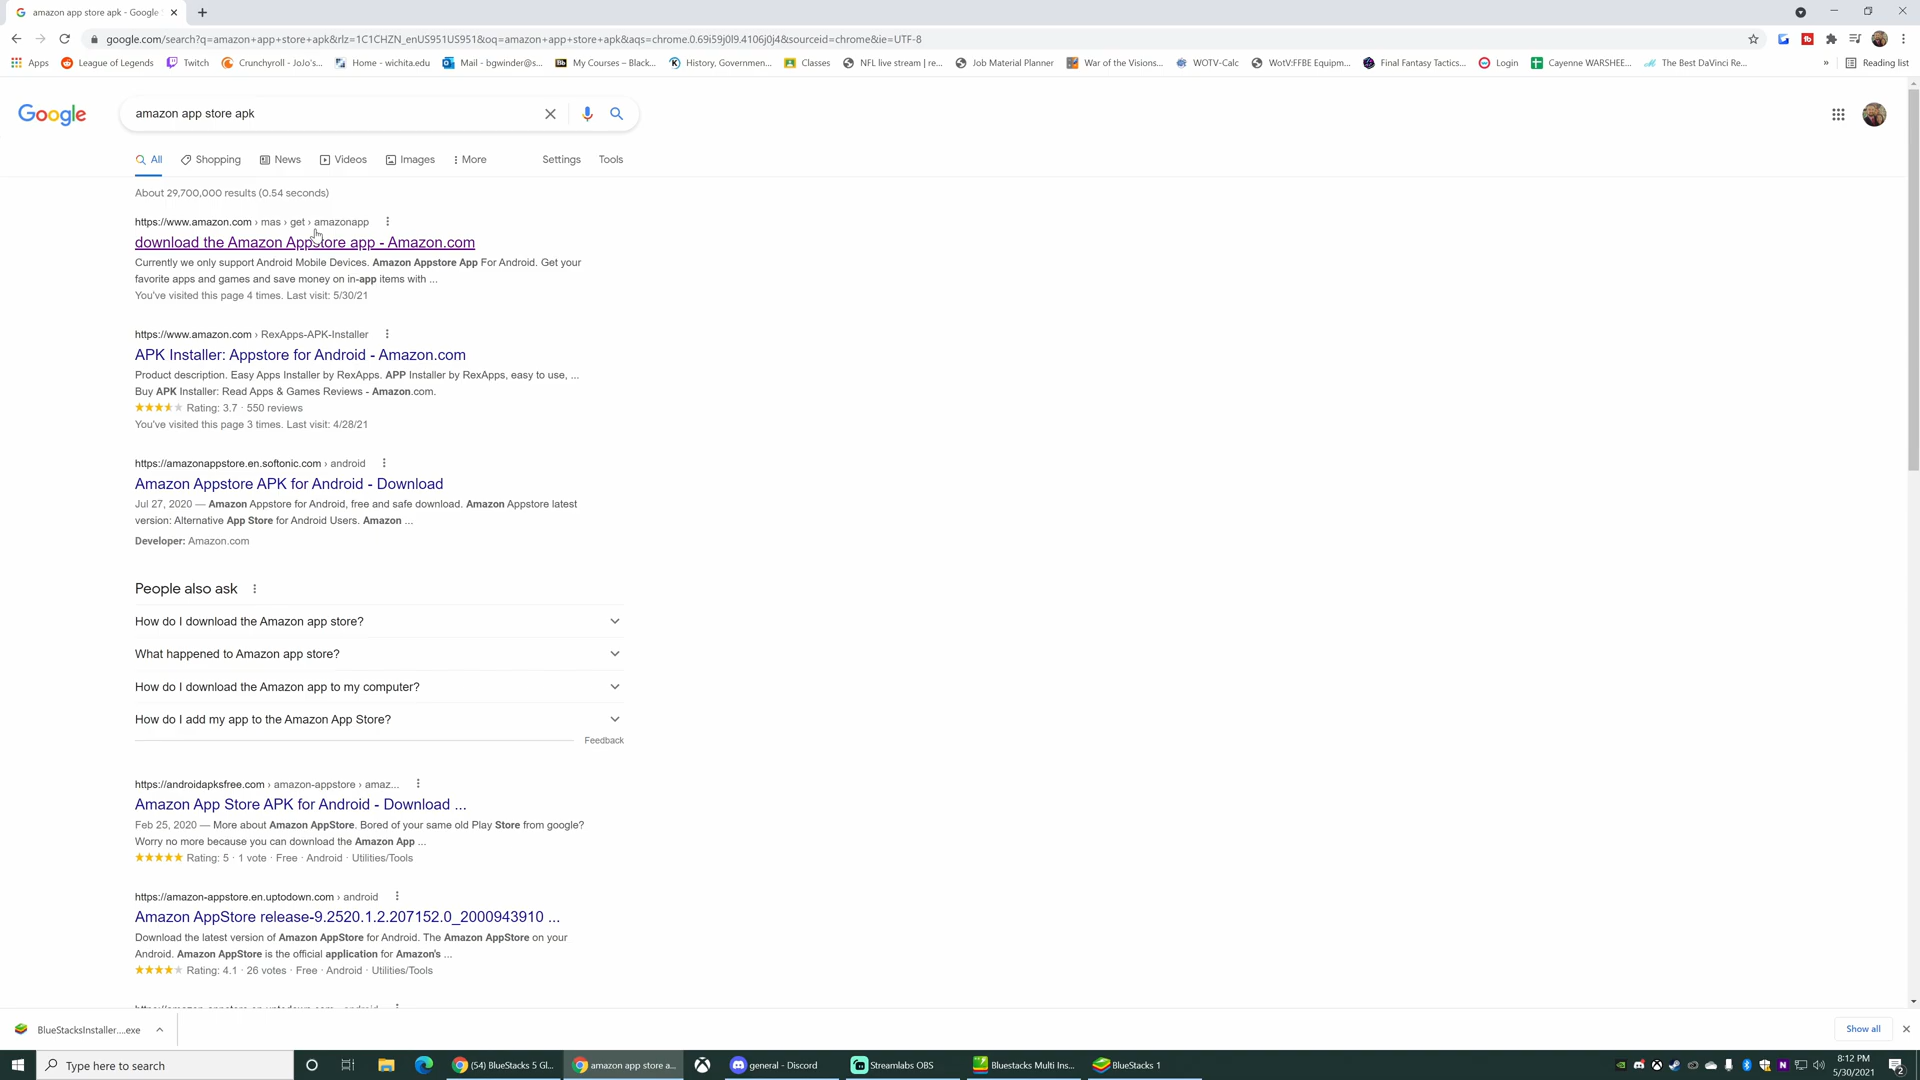 amazon app store apk - Google
google.com/search?q=amazon+app+store+apk&rlz=1C1CHZN_enUS951US951&oq=amazon+app+store+apk&aqs=chrome.0.69i59j0l9.4106j0j4&sourceid=chrome&ie=UTF-8
Apps League of Legends Twitch Crunchyroll - JoJo's... Home - wichita.edu Mail - bgwinder@s... My Courses – Black... History, Governmen... Classes NFL live stream | re... Job Material Planner War of the Visions... WOTV-Calc WotV:FFBE Equipm... Final Fantasy Tactics... Login Cayenne WARSHEE... The Best DaVinci Re... » Reading list
Google
amazon app store apk
All Shopping News Videos Images More Settings Tools
About 29,700,000 results (0.54 seconds)
https://www.amazon.com › mas › get › amazonapp
download the Amazon Appstore app - Amazon.com
Currently we only support Android Mobile Devices. Amazon Appstore App For Android. Get your
favorite apps and games and save money on in-app items with ...
You've visited this page 4 times. Last visit: 5/30/21
https://www.amazon.com › RexApps-APK-Installer
APK Installer: Appstore for Android - Amazon.com
Product description. Easy Apps Installer by RexApps. APP Installer by RexApps, easy to use, ...
Buy APK Installer: Read Apps & Games Reviews - Amazon.com.
Rating: 3.7 · 550 reviews
You've visited this page 3 times. Last visit: 4/28/21
https://amazonappstore.en.softonic.com › android
Amazon Appstore APK for Android - Download
Jul 27, 2020 — Amazon Appstore for Android, free and safe download. Amazon Appstore latest
version: Alternative App Store for Android Users. Amazon ...
Developer: Amazon.com
People also ask
How do I download the Amazon app store?
What happened to Amazon app store?
How do I download the Amazon app to my computer?
How do I add my app to the Amazon App Store?
Feedback
https://androidapksfree.com › amazon-appstore › amaz...
Amazon App Store APK for Android - Download ...
Feb 25, 2020 — More about Amazon AppStore. Bored of your same old Play Store from google?
Worry no more because you can download the Amazon App ...
Rating: 5 · 1 vote · Free · Android · Utilities/Tools
https://amazon-appstore.en.uptodown.com › android
Amazon AppStore release-9.2520.1.2.207152.0_2000943910 ...
Download the latest version of Amazon AppStore for Android. The Amazon AppStore on your
Android. Amazon AppStore is the official application for Amazon's ...
Rating: 4.1 · 26 votes · Free · Android · Utilities/Tools
BlueStacksInstaller....exe Show all
Type here to search (54) BlueStacks 5 Gl... amazon app store a... general - Discord Streamlabs OBS Bluestacks Multi Ins... BlueStacks 1 8:12 PM
5/30/2021
2